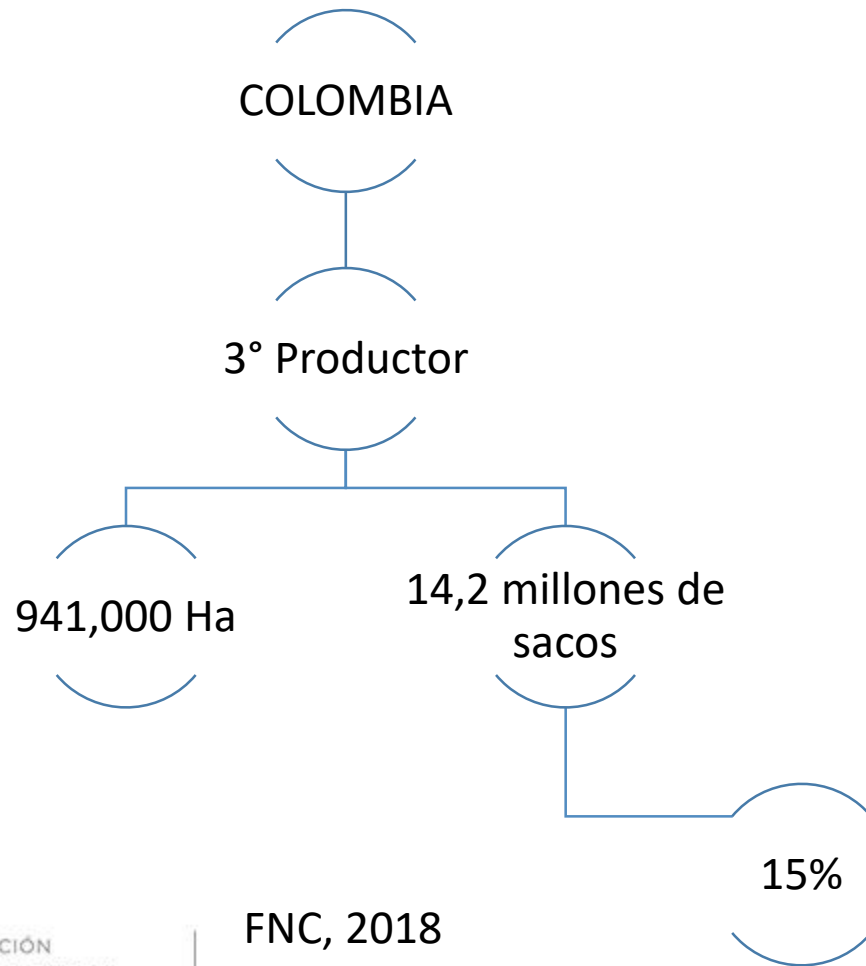 COLOMBIA
3° Productor
941,000 Ha
14,2 millones de
sacos
15%
CIÓN
FNC, 2018